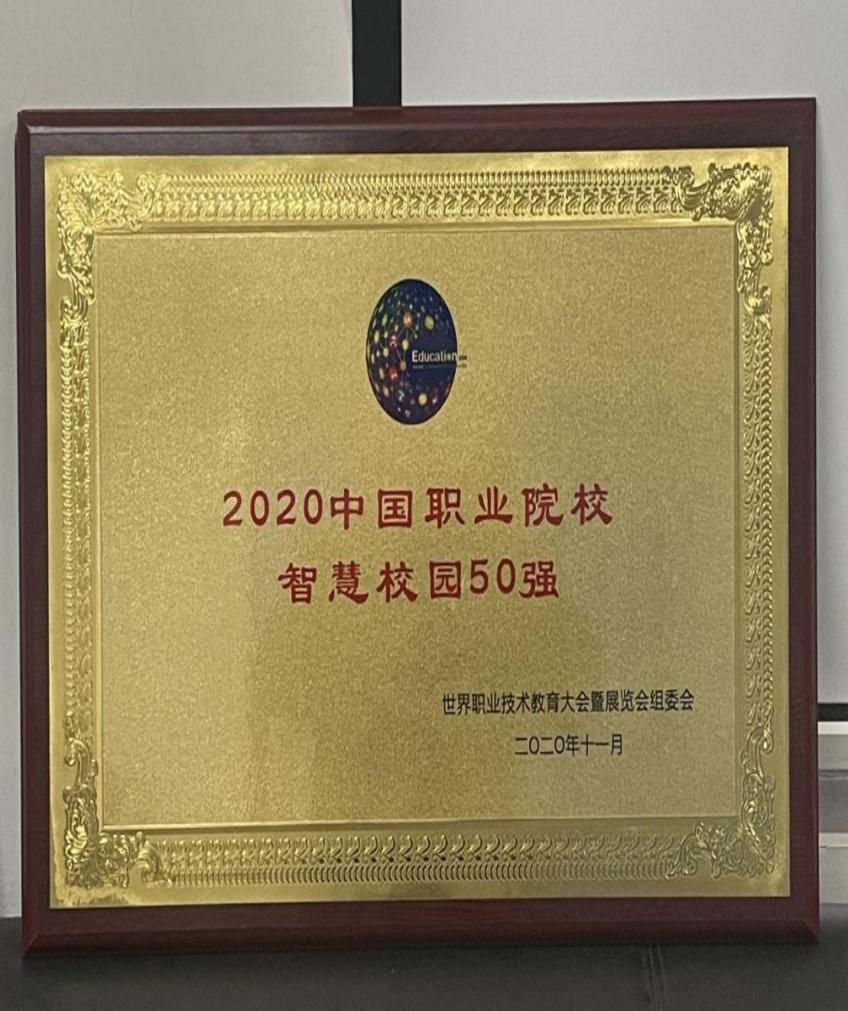 Education
2020中国职业院校
智慧校园50强
世界职业技术教育大会暨展览会组委会
二〇二〇年十一月